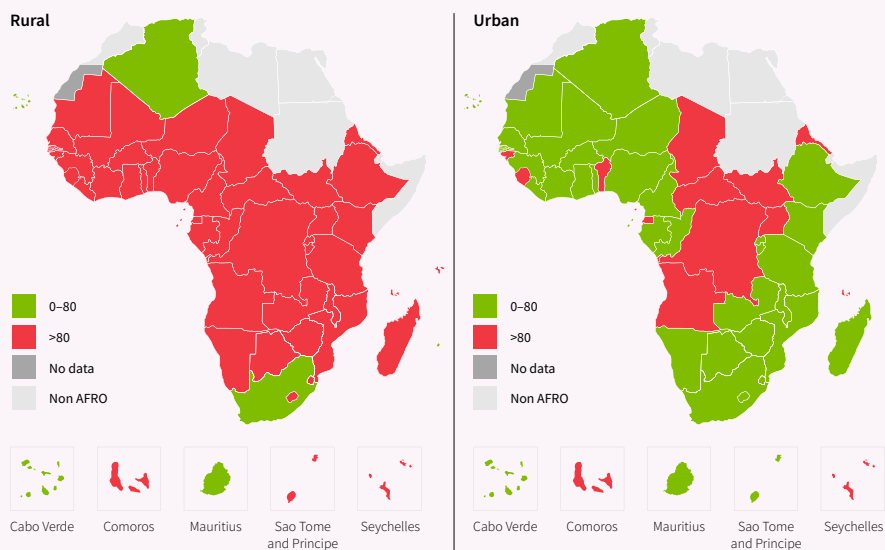 Rural
0–80
>80
No data
Non AFRO
Cabo Verde
Comoros
Mauritius
Sao Tome
and Principe
Seychelles
Urban
0–80
>80
No data
Non AFRO
Cabo Verde
Comoros
Mauritius
Sao Tome
and Principe
Seychelles